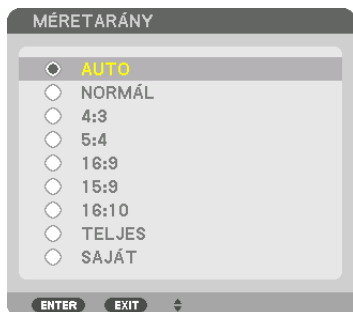 MÉRETARÁNY
AUTO
NORMÁL
4:3
5:4
16:9
15:9
16:10
TELJES
SAJÁT
ENTER EXIT